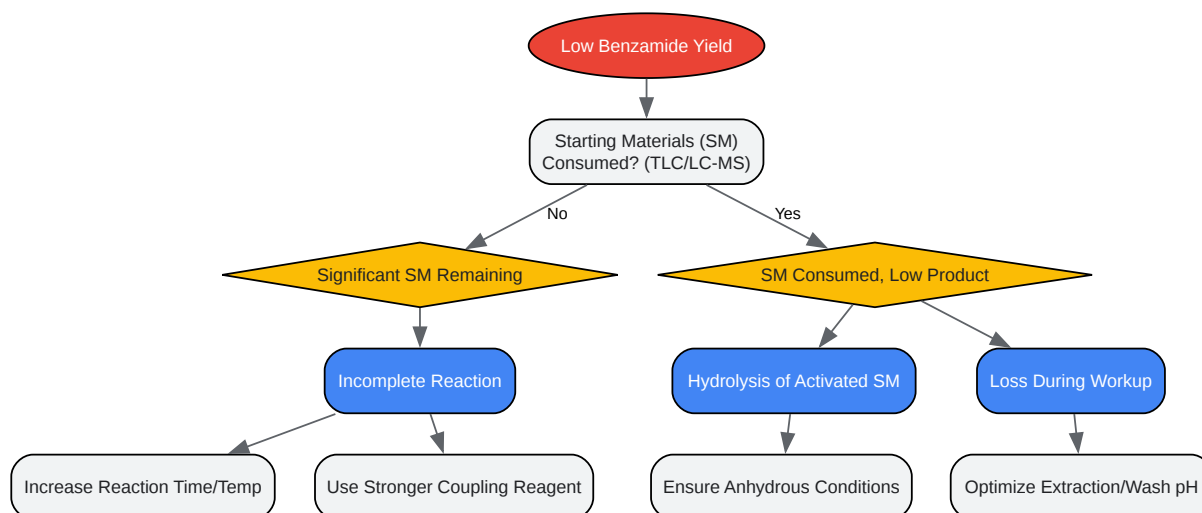 Low Benzamide Yield
Starting Materials (SM)
Consumed? (TLC/LC-MS)
No
Yes
Significant SM Remaining
SM Consumed, Low Product
Incomplete Reaction
Hydrolysis of Activated SM
Loss During Workup
Increase Reaction Time/Temp
Use Stronger Coupling Reagent
Ensure Anhydrous Conditions
Optimize Extraction/Wash pH